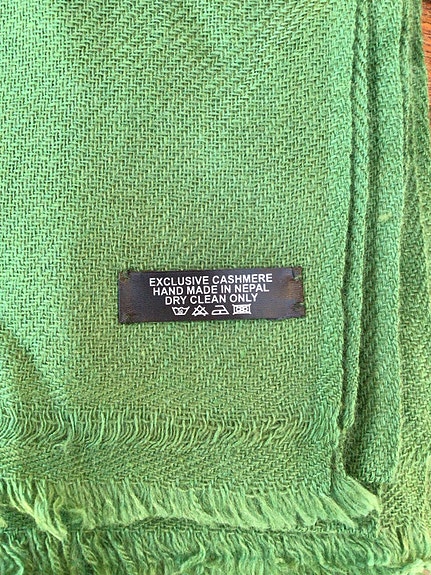 EXCLUSIVE CASHMERE
HAND MADE IN NEPAL
DRY CLEAN ONLY